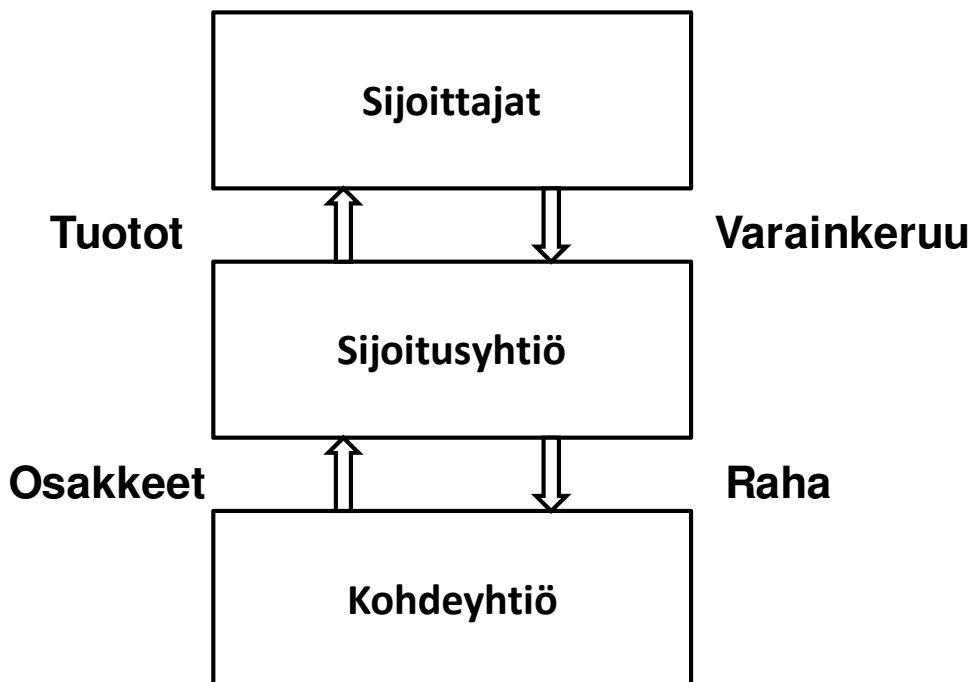 Sijoittajat
Tuotot
Varainkeruu
Sijoitusyhtiö
Osakkeet
Raha
Kohdeyhtiö